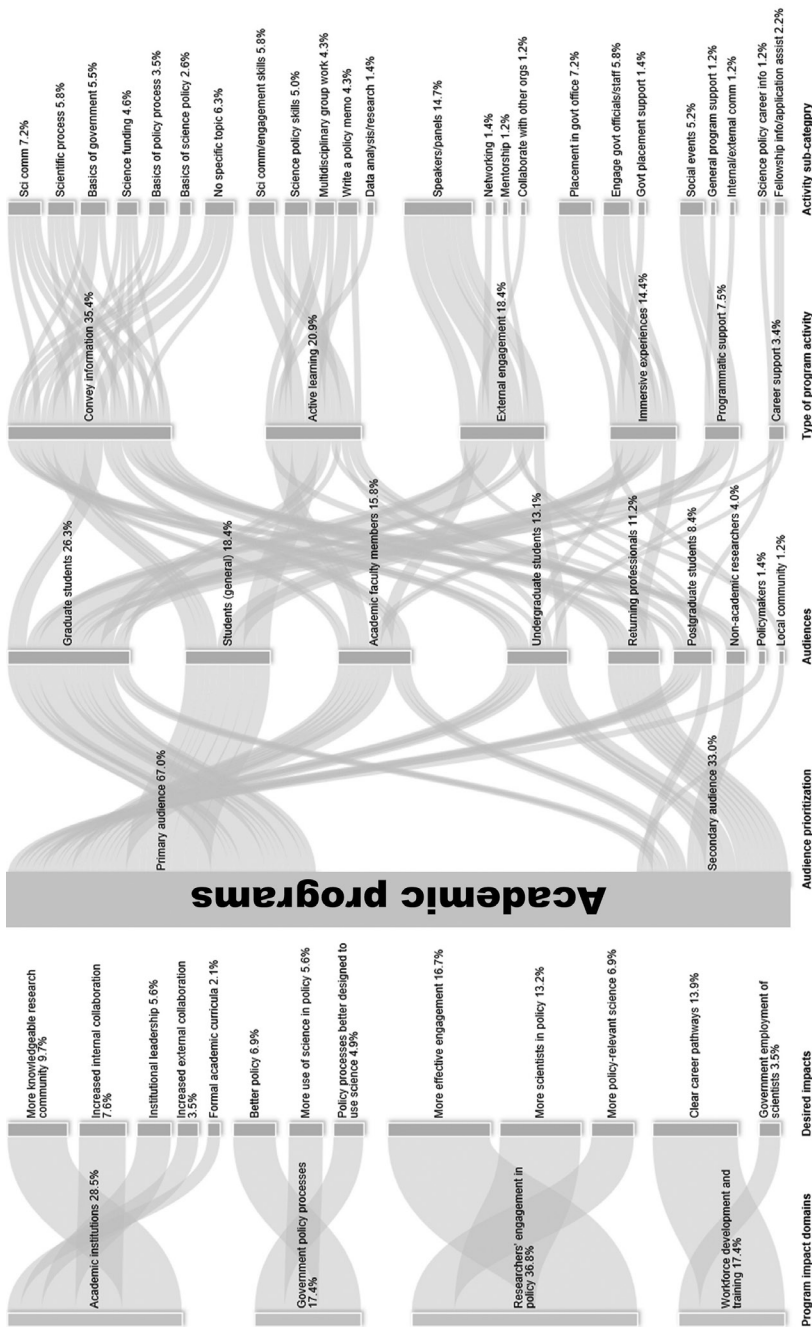 Program impact domains
Academic institutions 28.5%
Government policy processes
17.4%
Researchers' engagement in
policy 36.8%
Workforce development and
training 17.4%
Desired impacts
More knowledgeable research
community 9.7%
Increased internal collaboration
7.6%
Institutional leadership 5.6%
Increased external collaboration
3.5%
Formal academic curricula 2.1%
Better policy 6.9%
More use of science in policy 5.6%
Policy processes better designed to
use science 4.9%
More effective engagement 16.7%
More scientists in policy 13.2%
More policy-relevant science 6.9%
Clear career pathways 13.9%
Government employment of
scientists 3.5%
Academic programs
Audience prioritization
Primary audience 67.0%
Secondary audience 33.0%
Audiences
Graduate students 26.3%
Students (general) 18.4%
Academic faculty members 15.8%
Undergraduate students 13.1%
Returning professionals 11.2%
Postgraduate students 8.4%
Non-academic researchers 4.0%
Policymakers 1.4%
Local community 1.2%
Type of program activity
Convey information 35.4%
Active learning 20.9%
External engagement 18.4%
Immersive experiences 14.4%
Programmatic support 7.5%
Career support 3.4%
Activity sub-category
Sci comm 7.2%
Scientific process 5.8%
Basics of government 5.5%
Science funding 4.6%
Basics of policy process 3.5%
Basics of science policy 2.6%
No specific topic 6.3%
Sci comm/engagement skills 5.8%
Science policy skills 5.0%
Multidisciplinary group work 4.3%
Write a policy memo 4.3%
Data analysis/research 1.4%
Speakers/panels 14.7%
Networking 1.4%
Mentorship 1.2%
Collaborate with other orgs 1.2%
Placement in govt office 7.2%
Engage govt officials/staff 5.8%
Govt placement support 1.4%
Social events 5.2%
General program support 1.2%
Internal/external comm 1.2%
Science policy career info 1.2%
Fellowship info/application assist 2.2%